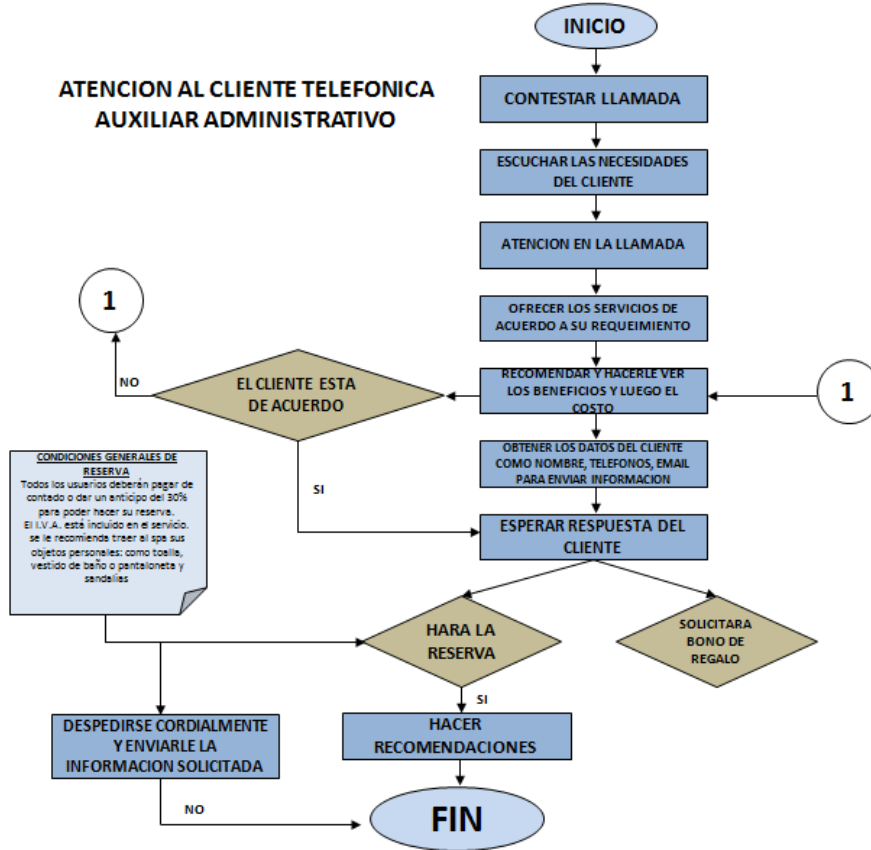 INICIO
ATENCION AL CLIENTE TELEFONICA
AUXILIAR ADMINISTRATIVO
CONTESTAR LLAMADA
ESCUCHAR LAS NECESIDADES
DEL CLIENTE
ATENCION EN LA LLAMADA
1
OFRECER LOS SERVICIOS DE
ACUERDO A SU REQUEIMIENTO
NO
EL CLIENTE ESTA
DE ACUERDO
RECOMENDAR Y HACERLE VER
LOS BENEFICIOS Y LUEGO EL
COSTO
1
OBTENER LOS DATOS DEL CLIENTE
COMO NOMBRE, TELEFONOS, EMAIL
PARA ENVIAR INFORMACION
CONDICIONES GENERALES DE
RESERVA
Todos los usuarios deberán pagar de
contado o dar un anticipo del 30%
para poder hacer su reserva.
El I.V.A. está incluido en el servicio.
se le recomienda traer al spa sus
objetos personales: como toalla,
vestido de baño o pantaloneta y
sandalias
SI
ESPERAR RESPUESTA DEL
CLIENTE
HARA LA
RESERVA
SOLICITARA
BONO DE
REGALO
SI
DESPEDIRSE CORDIALMENTE
Y ENVIARLE LA
INFORMACION SOLICITADA
HACER
RECOMENDACIONES
NO
FIN